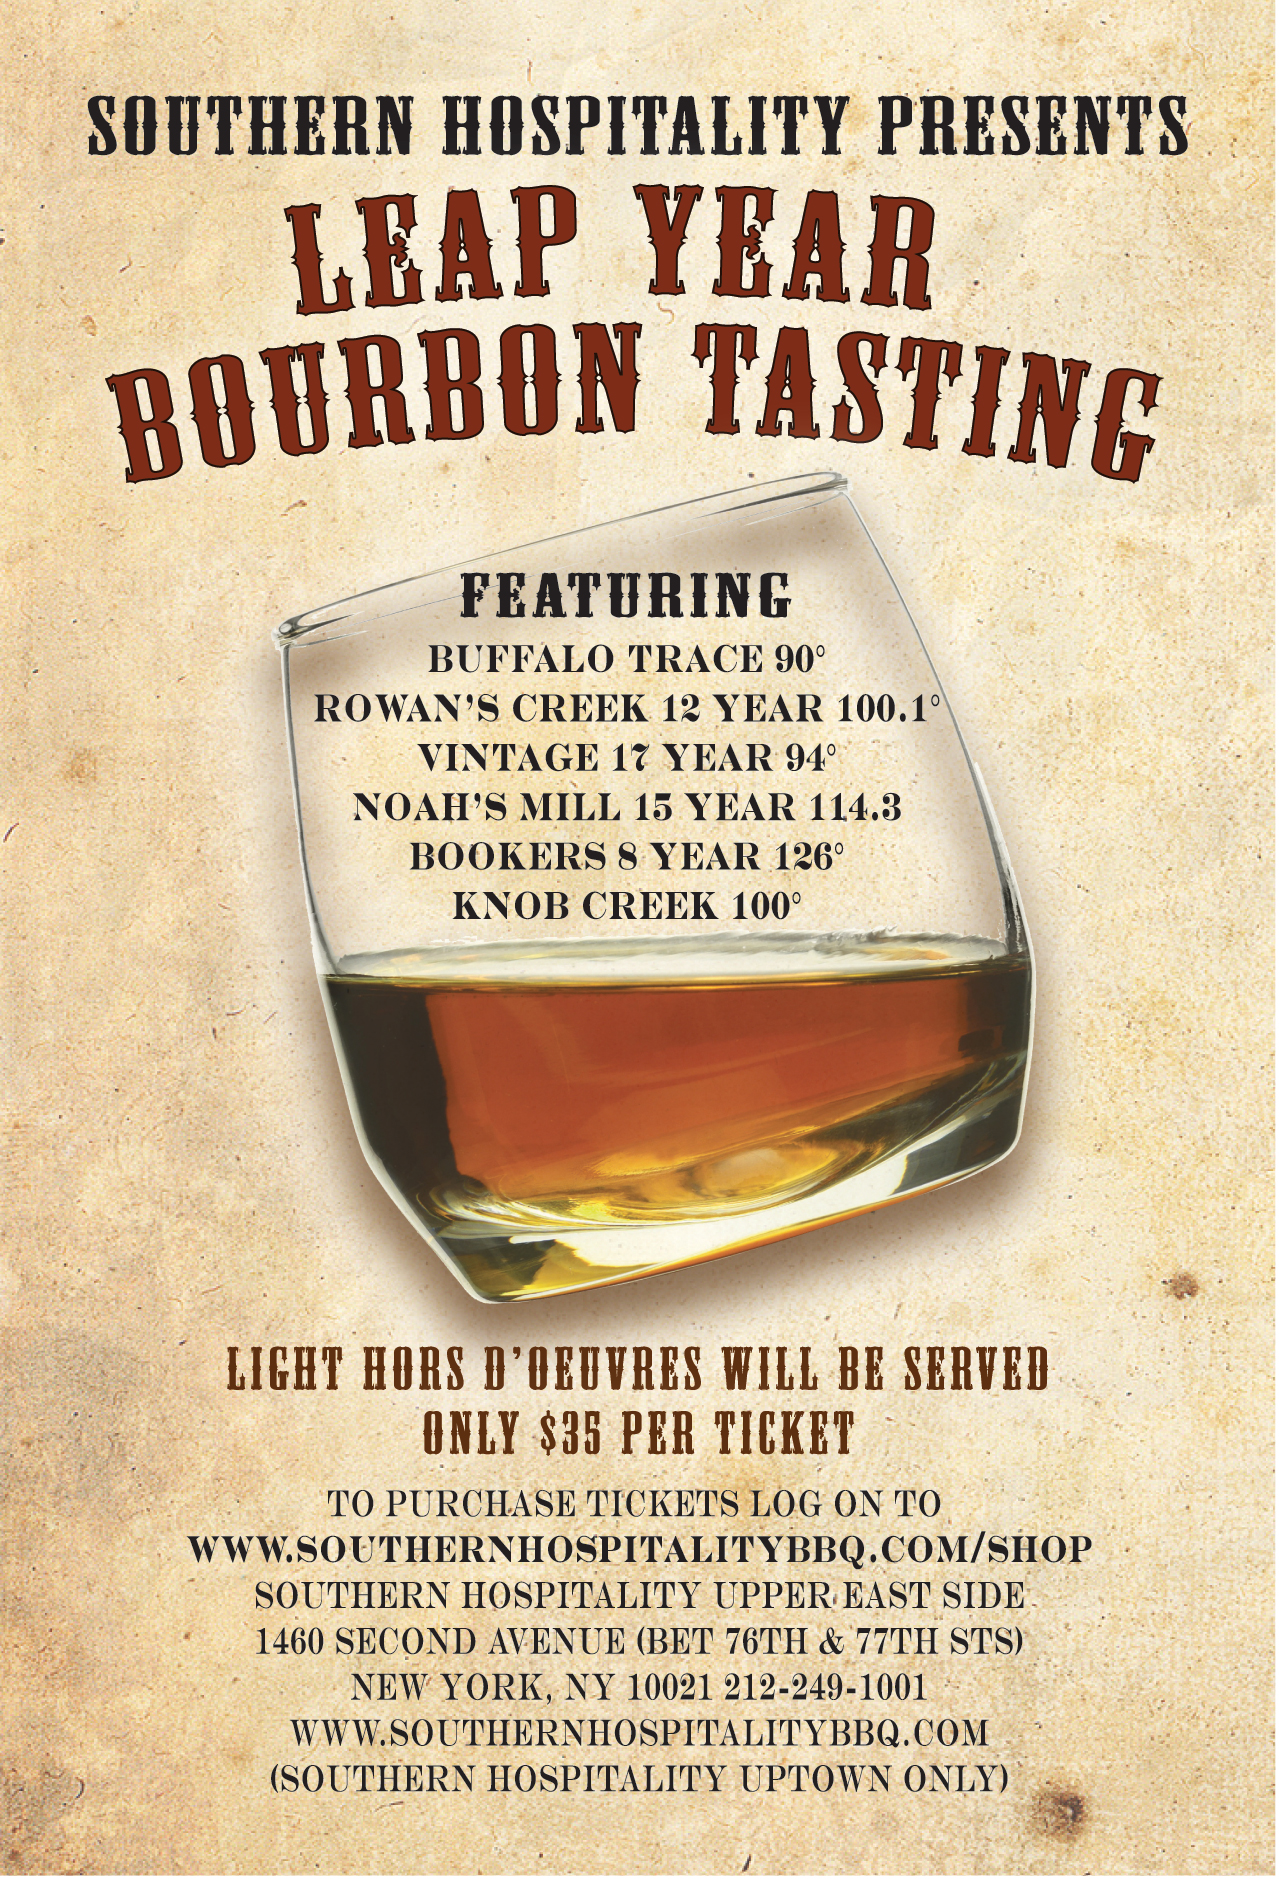 SOUTHERN HOSPITALITY PRESENTS
LEAP YEAR
BOURBON TASTING
FEATURING
BUFFALO TRACE 90°
ROWAN'S CREEK 12 YEAR 100.1°
VINTAGE 17 YEAR 94°
NOAH'S MILL 15 YEAR 114.3
BOOKERS 8 YEAR 126°
KNOB CREEK 100°
LIGHT HORS D'OEUVRES WILL BE SERVED
ONLY $35 PER TICKET
TO PURCHASE TICKETS LOG ON TO
WWW.SOUTHERNHOSPITALITYBBQ.COM/SHOP
SOUTHERN HOSPITALITY UPPER EAST SIDE
1460 SECOND AVENUE (BET 76TH & 77TH STS)
NEW YORK, NY 10021 212-249-1001
WWW.SOUTHERNHOSPITALITYBBQ.COM
(SOUTHERN HOSPITALITY UPTOWN ONLY)